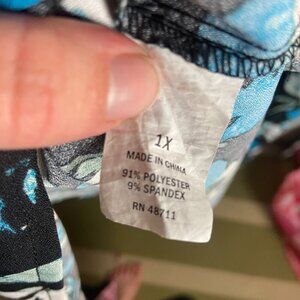 1X
MADE IN CHINA
91% POLYESTER
9% SPANDEX
RN 48711